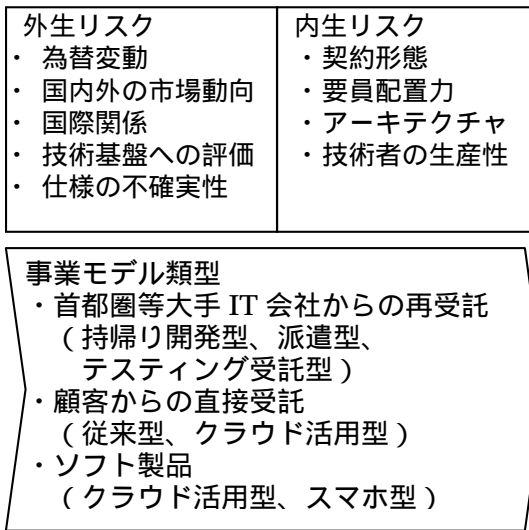 外生リスク
・ 為替変動
・ 国内外の市場動向
・ 国際関係
・ 技術基盤への評価
・ 仕様の不確実性
内生リスク
・契約形態
・要員配置力
・アーキテクチャ
・技術者の生産性
事業モデル類型
・首都圏等大手 IT 会社からの再受託
（持帰り開発型、派遣型、
テスティング受託型）
・顧客からの直接受託
（従来型、クラウド活用型）
・ソフト製品
（クラウド活用型、スマホ型）